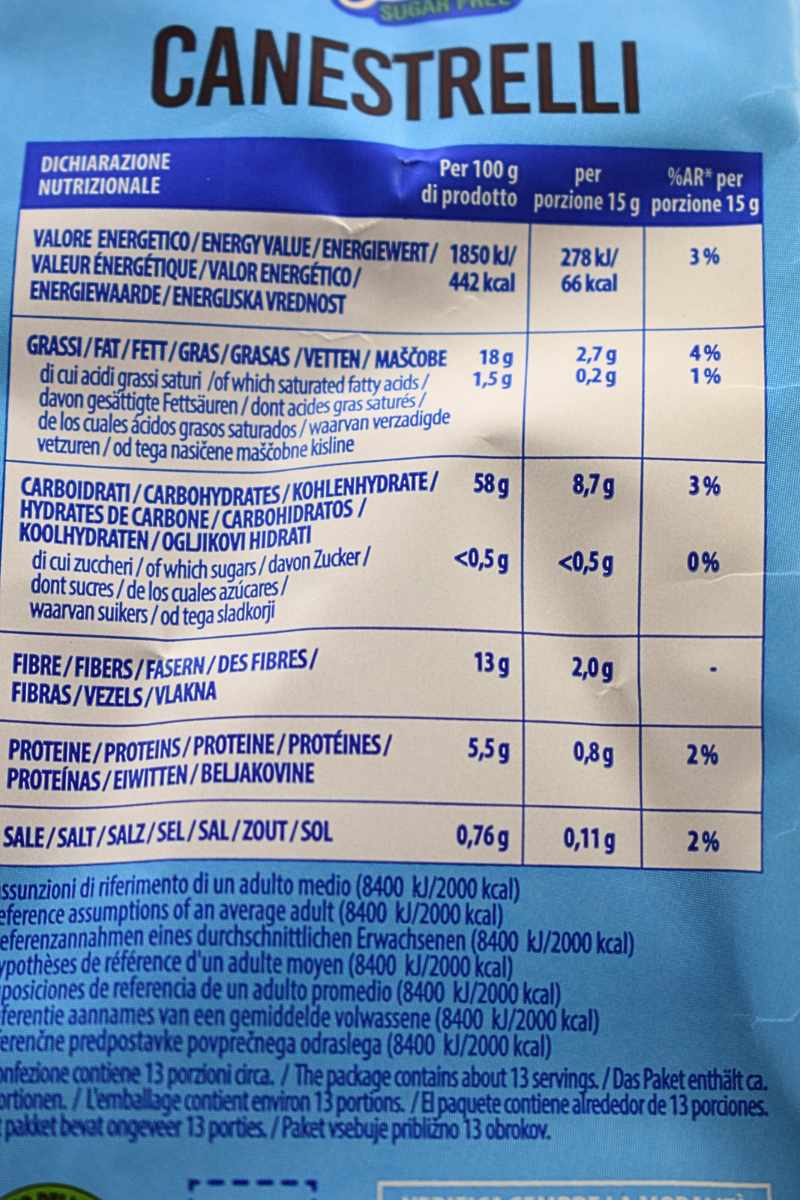 SUGAR FREE
CANESTRELLI
DICHIARAZIONE
NUTRIZIONALE
Per 100 g
di prodotto
per
porzione 15 g
%AR* per
porzione 15 g
VALORE ENERGETICO/ENERGY VALUE/ENERGIEWERT/ 1850 kJ/ 278 kJ/ 3%
VALEUR ÉNERGÉTIQUE/VALOR ENERGÉTICO/ 442 kcal 66 kcal
ENERGIEWAARDE/ENERGIJSKA VREDNOST
GRASSI/FAT/FETT/GRAS/GRASAS /VETTEN/ MAŠČOBE 18 g 2,7 g 4%
di cui acidi grassi saturi /of which saturated fatty acids/ 1,5 g 0,2 g 1%
davon gesättigte Fettsäuren/dont acides gras saturés/
de los cuales ácidos grasos saturados/waarvan verzadigde
vetzuren/od tega nasičene maščobne kisline
CARBOIDRATI/CARBOHYDRATES/KOHLENHYDRATE/ 58 g 8,7 g 3%
HYDRATES DE CARBONE/CARBOHIDRATOS/
KOOLHYDRATEN/OGLJIKOVI HIDRATI
di cui zuccheri/of which sugars/davon Zucker/ <0,5 g <0,5 g 0%
dont sucres/de los cuales azúcares/
waarvan suikers/od tega sladkorji
FIBRE/FIBERS/FASERN/DES FIBRES/ 13 g 2,0 g -
FIBRAS/VEZELS/VLAKNA
PROTEINE/PROTEINS/PROTEINE/PROTÉINES/ 5,5 g 0,8 g 2%
PROTEÍNAS/EIWITTEN/BELJAKOVINE
SALE/SALT/SALZ/SEL/SAL/ZOUT/SOL 0,76 g 0,11 g 2%
ssunzioni di riferimento di un adulto medio (8400 kJ/2000 kcal)
eference assumptions of an average adult (8400 kJ/2000 kcal)
eferenzannahmen eines durchschnittlichen Erwachsenen (8400 kJ/2000 kcal)
ypothèses de référence d'un adulte moyen (8400 kJ/2000 kcal)
posiciones de referencia de un adulto promedio (8400 kJ/2000 kcal)
ferentie aannames van een gemiddelde volwassene (8400 kJ/2000 kcal)
erenčne predpostavke povprečnega odraslega (8400 kJ/2000 kcal)
onfezione contiene 13 porzioni circa. / The package contains about 13 servings. / Das Paket enthält ca.
ortionen. / L'emballage contient environ 13 portions. / El paquete contiene alrededor de 13 porciones.
pakket bevat ongeveer 13 porties. / Paket vsebuje približno 13 obrokov.